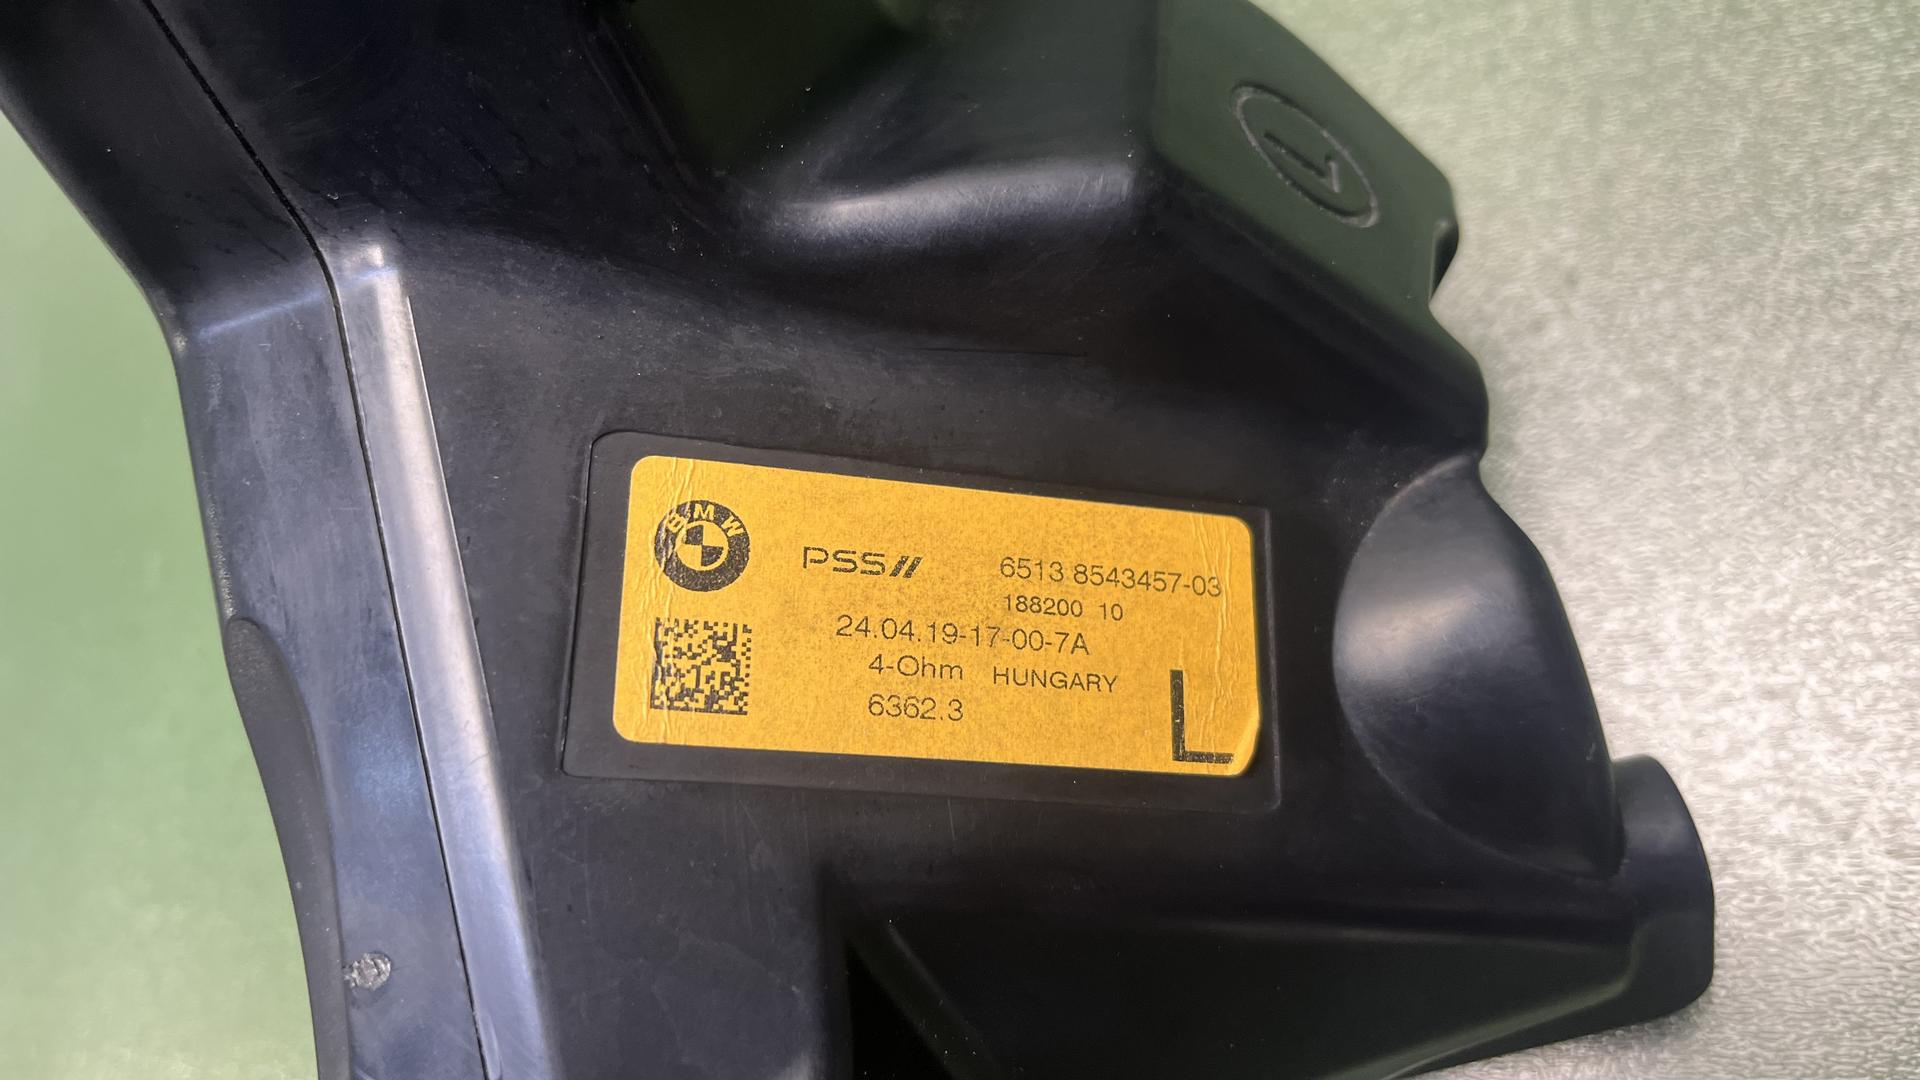 BMW
PSS//
6513 8543457-03
188200 10
24.04.19-17-00-7A
4-Ohm HUNGARY
6362.3
L